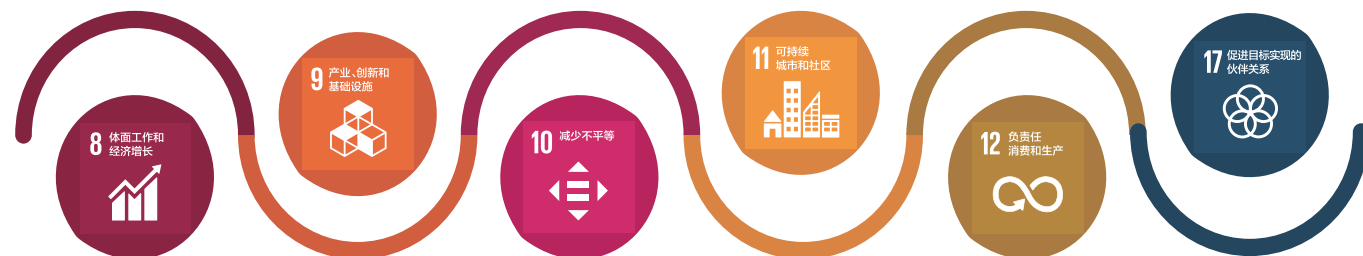 8 体面工作和
经济增长
9 产业、创新和
基础设施
10 减少不平等
11 可持续
城市和社区
12 负责任
消费和生产
17 促进目标实现的
伙伴关系